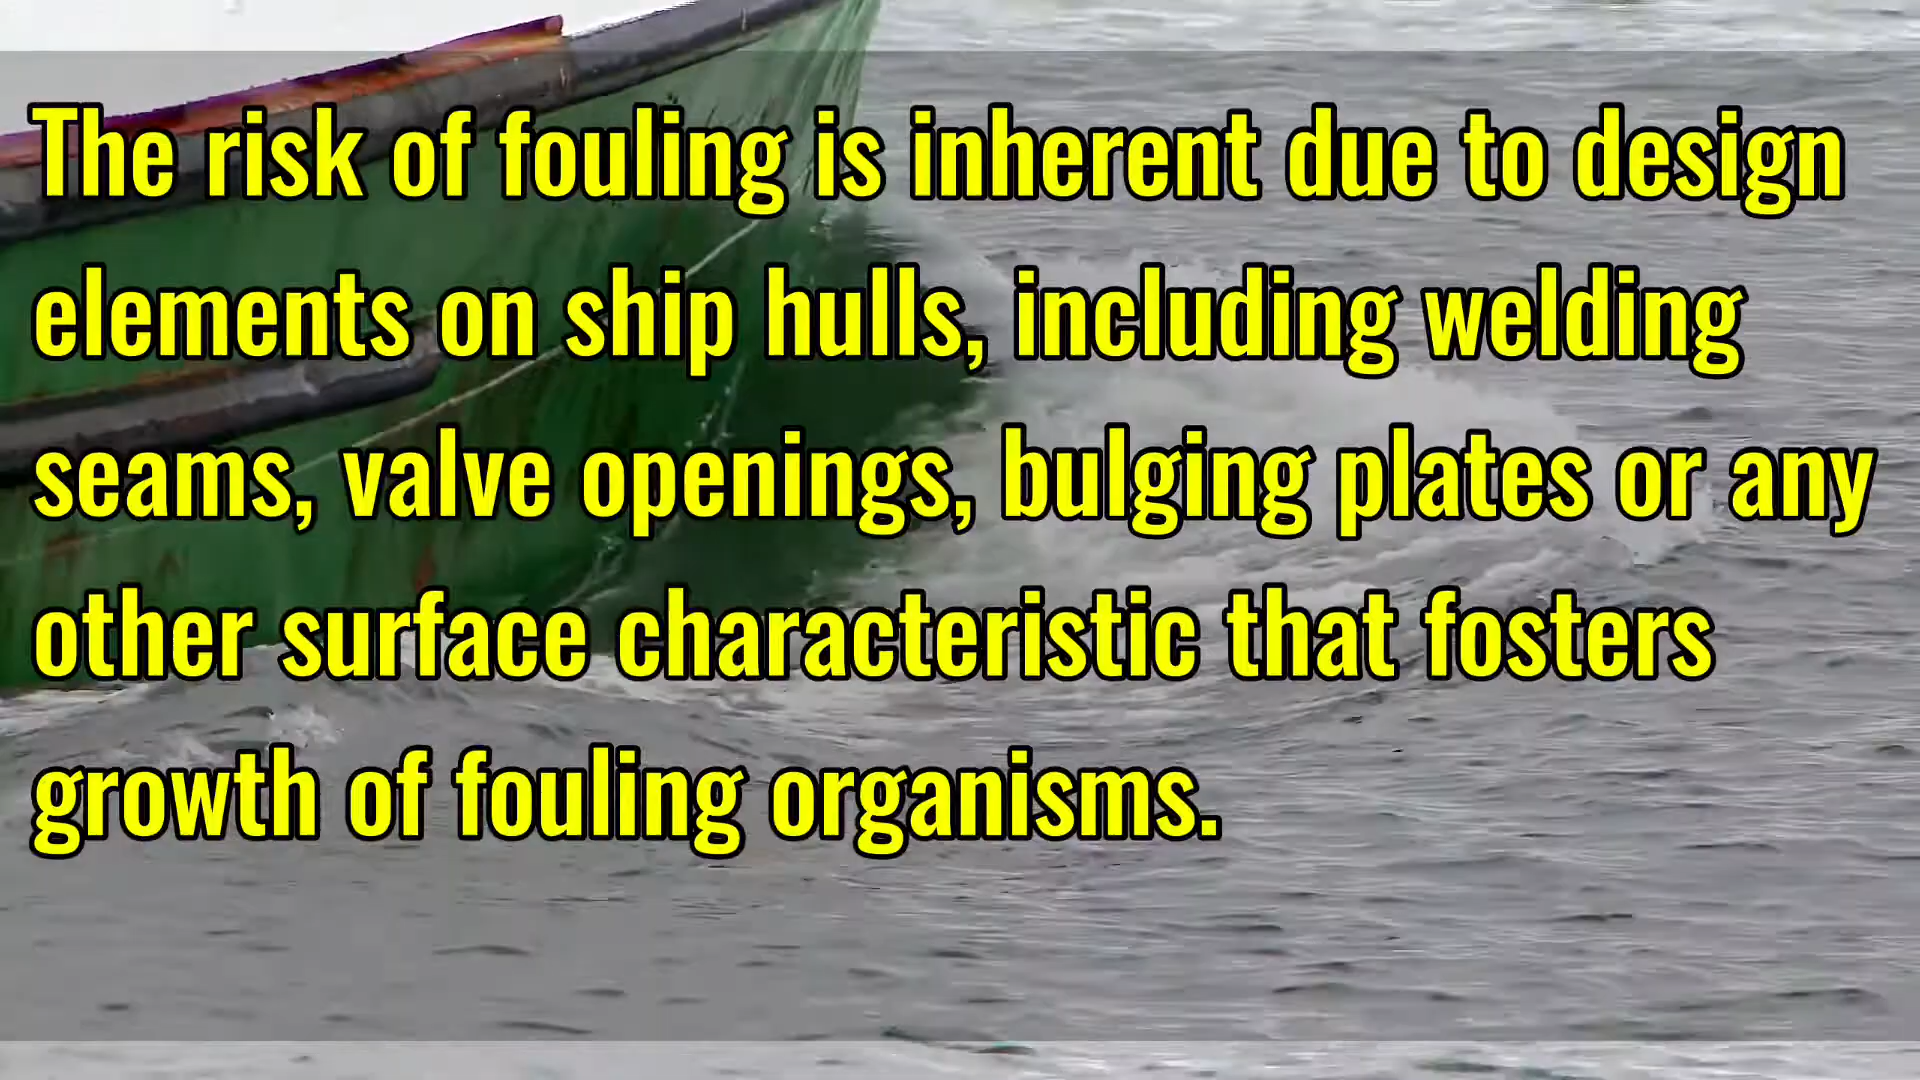 The risk of fouling is inherent due to design
elements on ship hulls, including welding
seams, valve openings, bulging plates or any
other surface characteristic that fosters
growth of fouling organisms.